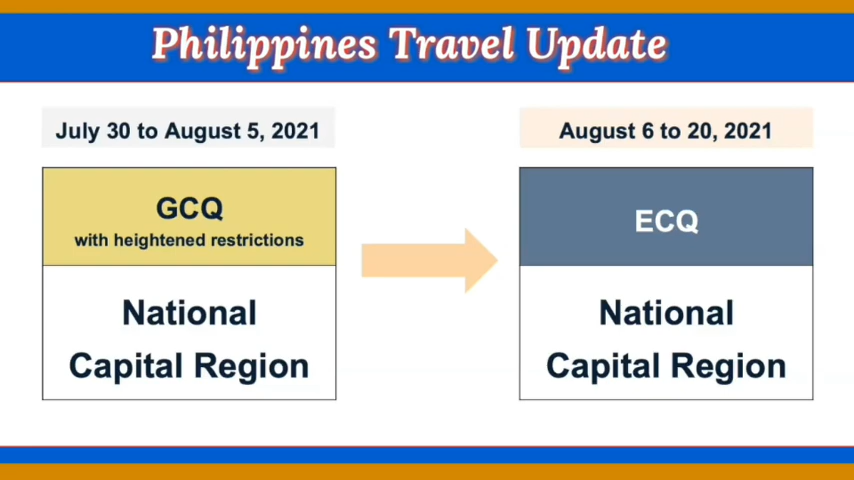 Philippines Travel Update
July 30 to August 5, 2021
GCQ
with heightened restrictions
National
Capital Region
August 6 to 20, 2021
ECQ
National
Capital Region